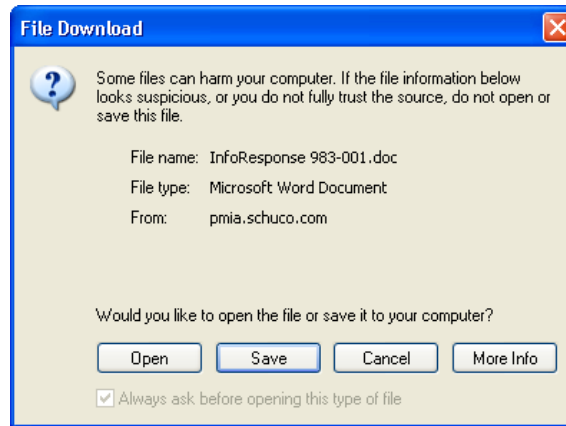 File Download
Some files can harm your computer. If the file information below
looks suspicious, or you do not fully trust the source, do not open or
save this file.
File name: InfoResponse 983-001.doc
File type: Microsoft Word Document
From: pmia.schuco.com
Would you like to open the file or save it to your computer?
Open Save Cancel More Info
Always ask before opening this type of file